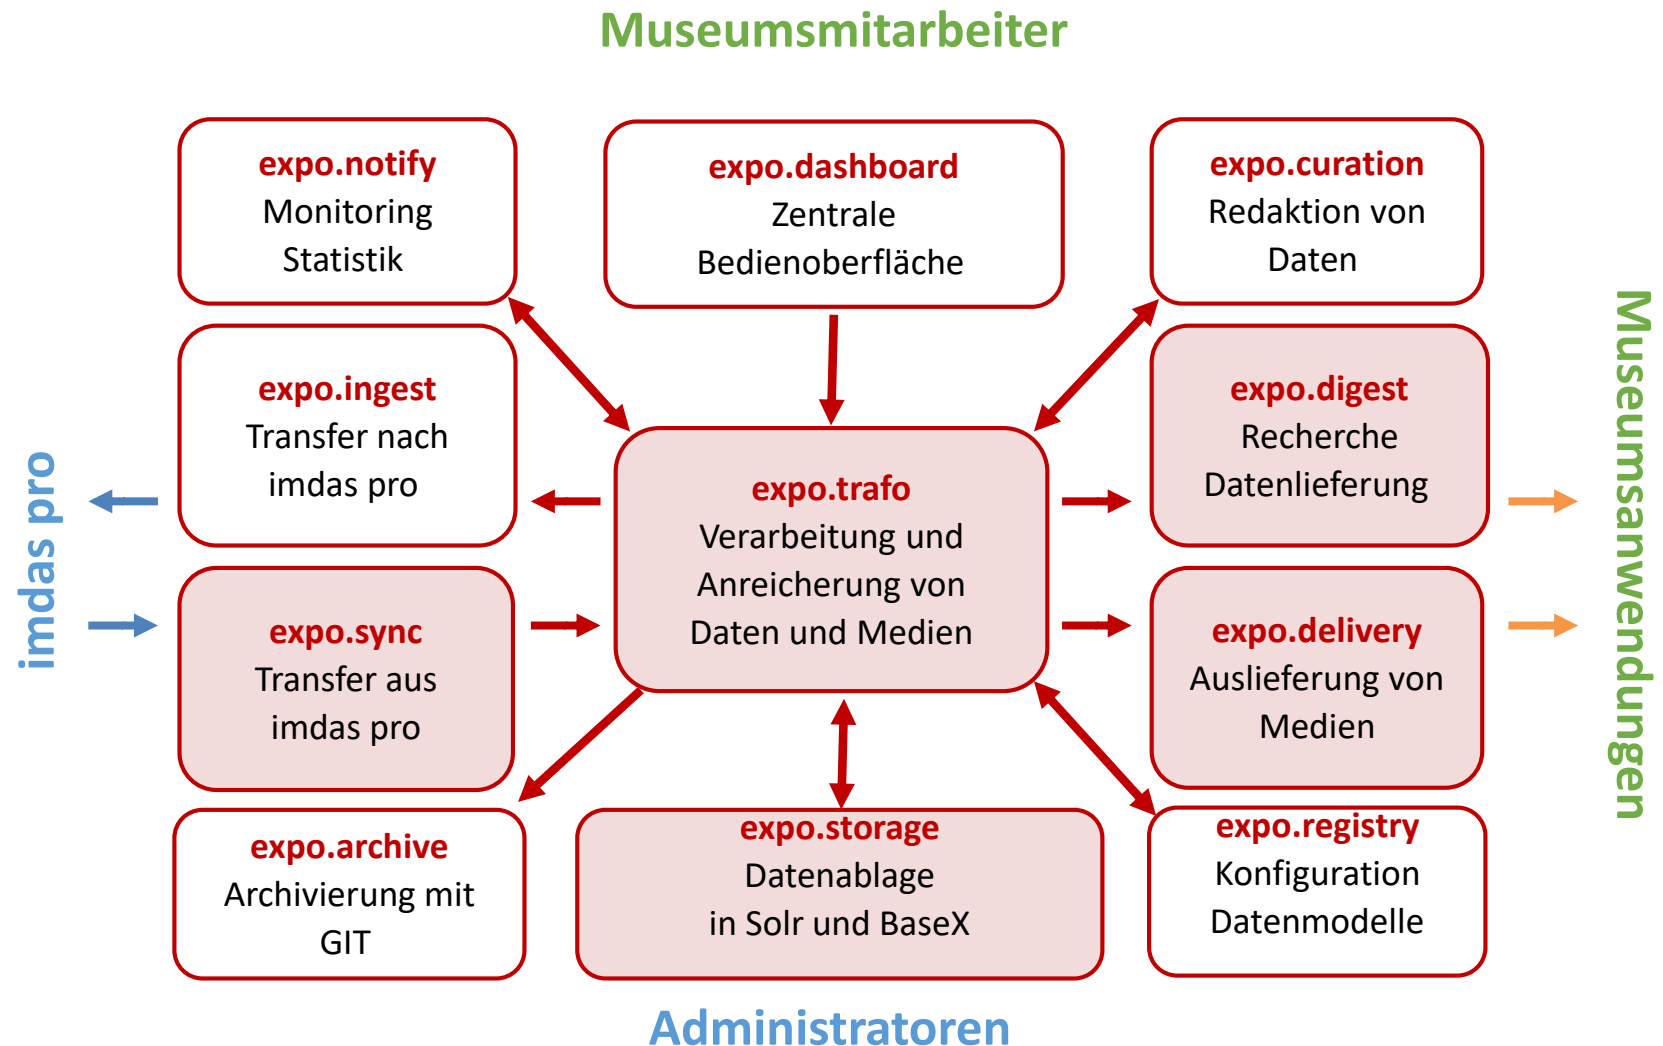 Museumsmitarbeiter
expo.notify
Monitoring
Statistik
expo.dashboard
Zentrale
Bedienoberfläche
expo.curation
Redaktion von
Daten
expo.ingest
Transfer nach
imdas pro
expo.digest
Recherche
Datenlieferung
expo.trafo
Verarbeitung und
Anreicherung von
Daten und Medien
imdas pro
Museumsanwendungen
expo.sync
Transfer aus
imdas pro
expo.delivery
Auslieferung von
Medien
expo.archive
Archivierung mit
GIT
expo.storage
Datenablage
in Solr und BaseX
expo.registry
Konfiguration
Datenmodelle
Administratoren